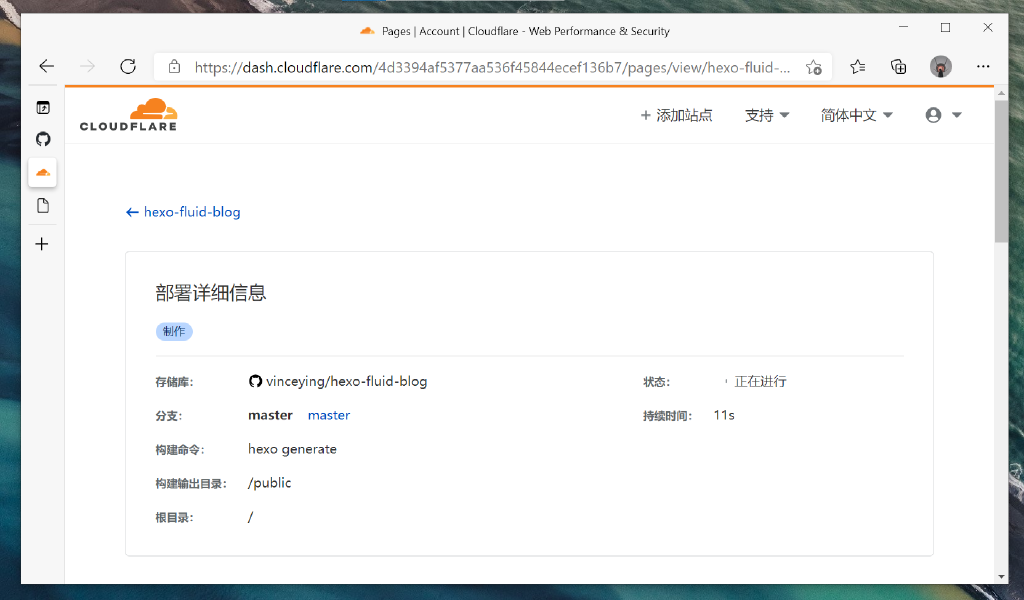 Pages | Account | Cloudflare - Web Performance & Security
https://dash.cloudflare.com/4d3394af5377aa536f45844ecef136b7/pages/view/hexo-fluid-...
CLOUDFLARE
+ 添加站点 支持 简体中文
← hexo-fluid-blog
部署详细信息
制作
存储库: vinceying/hexo-fluid-blog 状态: 正在进行
分支: master master 持续时间: 11s
构建命令: hexo generate
构建输出目录: /public
根目录: /